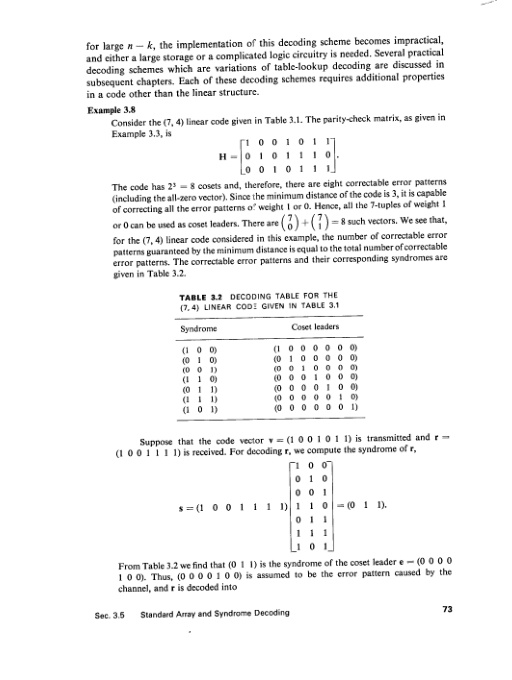 for large n − k, the implementation of this decoding scheme becomes impractical,
and either a large storage or a complicated logic circuitry is needed. Several practical
decoding schemes which are variations of table-lookup decoding are discussed in
subsequent chapters. Each of these decoding schemes requires additional properties
in a code other than the linear structure.
Example 3.8
Consider the (7, 4) linear code given in Table 3.1. The parity-check matrix, as given in
Example 3.3, is
[1 0 0 1 0 1 1]
H = [0 1 0 1 1 1 0].
[0 0 1 0 1 1 1]
The code has 2³ = 8 cosets and, therefore, there are eight correctable error patterns
(including the all-zero vector). Since the minimum distance of the code is 3, it is capable
of correcting all the error patterns of weight 1 or 0. Hence, all the 7-tuples of weight 1
or 0 can be used as coset leaders. There are (7 0) + (7 1) = 8 such vectors. We see that,
for the (7, 4) linear code considered in this example, the number of correctable error
patterns guaranteed by the minimum distance is equal to the total number of correctable
error patterns. The correctable error patterns and their corresponding syndromes are
given in Table 3.2.
TABLE 3.2 DECODING TABLE FOR THE
(7, 4) LINEAR CODE GIVEN IN TABLE 3.1
Syndrome Coset leaders
(1 0 0) (1 0 0 0 0 0 0)
(0 1 0) (0 1 0 0 0 0 0)
(0 0 1) (0 0 1 0 0 0 0)
(1 1 0) (0 0 0 1 0 0 0)
(0 1 1) (0 0 0 0 1 0 0)
(1 1 1) (0 0 0 0 0 1 0)
(1 0 1) (0 0 0 0 0 0 1)
Suppose that the code vector v = (1 0 0 1 0 1 1) is transmitted and r =
(1 0 0 1 1 1 1) is received. For decoding r, we compute the syndrome of r,
[1 0 0]
0 1 0
0 0 1
s = (1 0 0 1 1 1 1) 1 1 0 = (0 1 1).
0 1 1
1 1 1
[1 0 1]
From Table 3.2 we find that (0 1 1) is the syndrome of the coset leader e = (0 0 0 0
1 0 0). Thus, (0 0 0 0 1 0 0) is assumed to be the error pattern caused by the
channel, and r is decoded into
Sec. 3.5 Standard Array and Syndrome Decoding 73